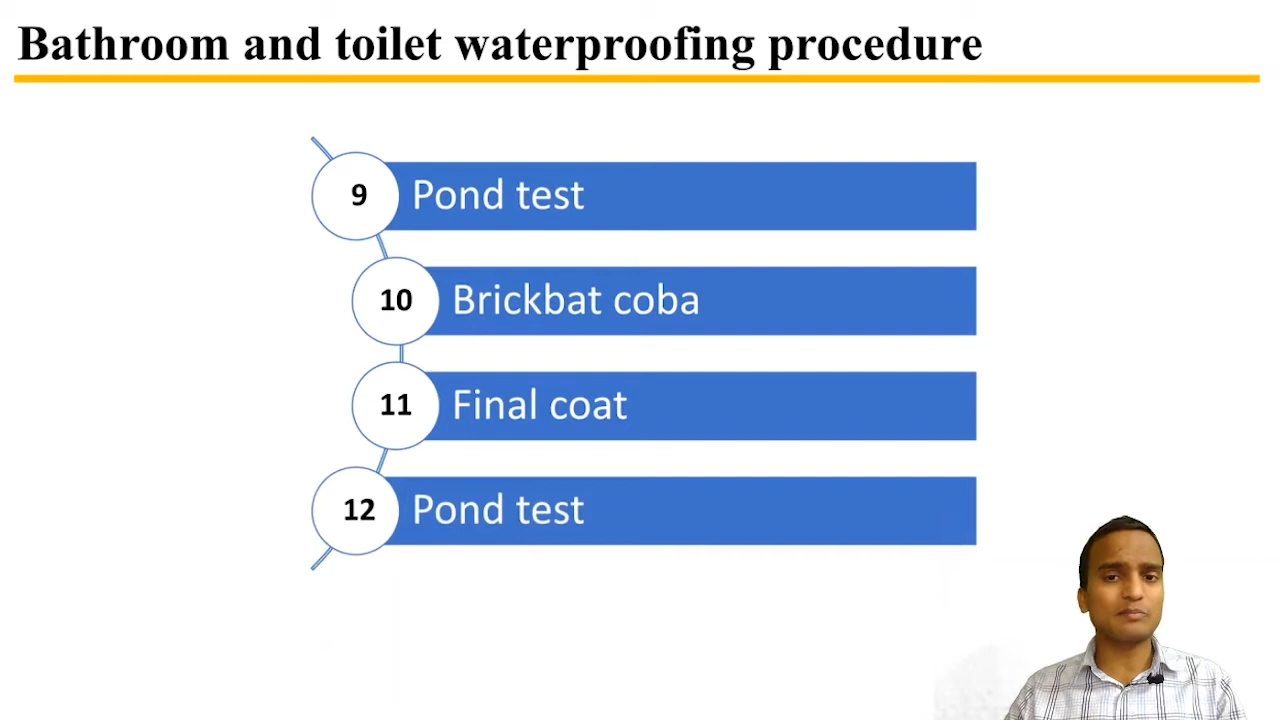 Bathroom and toilet waterproofing procedure
9 Pond test
10 Brickbat coba
11 Final coat
12 Pond test